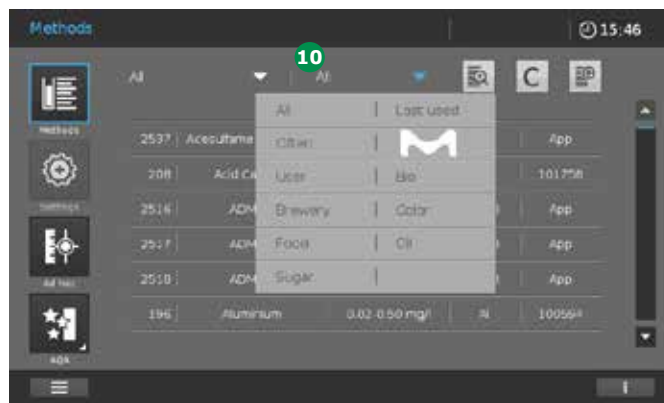 Methods 15:46
10
All All C
All Last used
Methods
2537 Acesulfame Other App
208 Acid Ca User Bio 101758
Settings
2516 ADM Brewery Color App
2517 ADM Food Oil App
Ad hoc
2518 ADM Sugar App
196 Aluminium 0.02-0.50 mg/l Al
AQA
i